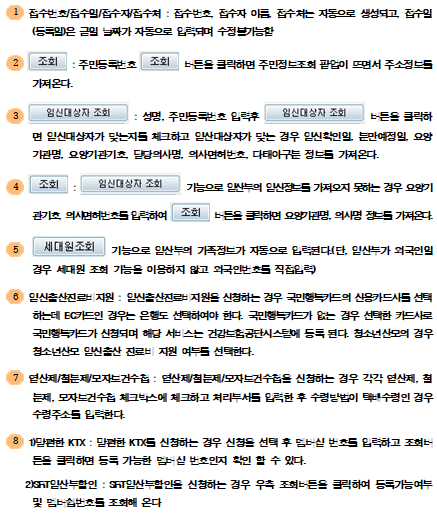 1 접수번호/접수일/접수자/접수처 : 접수번호, 접수자 이름, 접수처는 자동으로 생성되고, 접수일
(등록일)은 금일 날짜가 자동으로 입력되며 수정불가능함
2 조회 : 주민등록번호 조회 버튼을 클릭하면 주민정보조회 팝업이 뜨면서 주소정보를
가져온다.
3 임신대상자 조회 : 성명, 주민등록번호 입력후 임신대상자 조회 버튼을 클릭하
면 임신대상자가 맞는지를 체크하고 임신대상자가 맞는 경우 임신확인일, 분만예정일, 요양
기관명, 요양기관기호, 담당의사명, 의사면허번호, 다태아구분 정보를 가져온다.
4 조회 : 임신대상자 조회 기능으로 임산부의 임신정보를 가져오지 못하는 경우 요양기
관기호, 의사면허번호를 입력하여 조회 버튼을 클릭하면 요양기관명, 의사명 정보를 가져온다.
5 세대원조회 기능으로 임산부의 가족정보가 자동으로 입력된다.(단, 임산부가 외국인일
경우 세대원 조회 기능을 이용하지 않고 외국인번호를 직접입력)
6 임신출산진료비지원 : 임신출산진료비지원을 신청하는 경우 국민행복카드의 신용카드사를 선택
하는데 BC카드인 경우는 은행도 선택하여야 한다. 국민행복카드가 없는 경우 선택한 카드사로
국민행복카드가 신청되며 해당 서비스는 건강보험공단시스템에 등록 된다. 청소년산모의 경우
청소년산모 임신출산 진료비 지원 여부를 선택한다.
7 엽산제/철분제/모자보건수첩 : 엽산제/철분제/모자보건수첩을 신청하는 경우 각각 엽산제, 철
분제, 모자보건수첩 체크박스에 체크하고 처리부서를 입력한 후 수령방법이 택배수령인 경우
수령주소를 입력한다.
8 1)맘편한 KTX : 맘편한 KTX를 신청하는 경우 신청을 선택 후 멤버십 번호를 입력하고 조회버
튼을 클릭하면 등록 가능한 멤버십 번호인지 확인 할 수 있다.
2)SRT임산부할인 : SRT임산부할인을 신청하는 경우 우측 조회버튼을 클릭하여 등록가능여부
및 멤버십번호를 조회해 온다